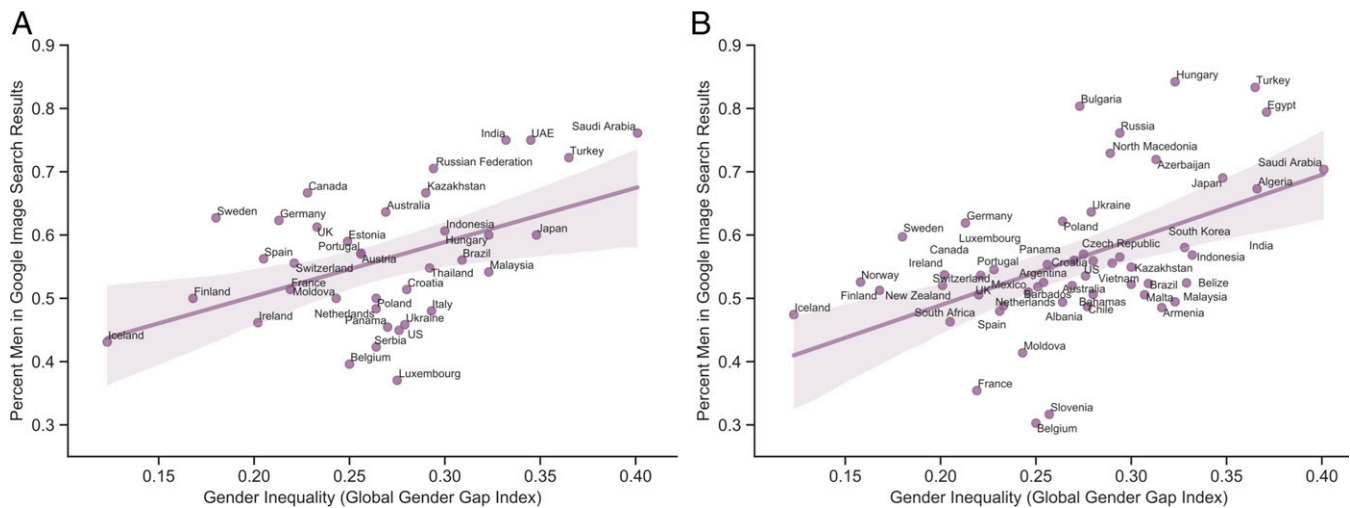 A
Percent Men in Google Image Search Results
0.9
0.8
0.7
0.6
0.5
0.4
0.3
Saudi Arabia
India
UAE
Turkey
Russian Federation
Canada
Kazakhstan
Sweden
Germany
Australia
UK
Indonesia
Estonia
Portugal
Hungary
Japan
Spain
Austria
Brazil
Switzerland
Thailand
Malaysia
France
Croatia
Moldova
Finland
Netherlands
Poland
Italy
Ireland
Panama
Ukraine
US
Iceland
Serbia
Belgium
Luxembourg
0.15
0.20
0.25
0.30
0.35
0.40
Gender Inequality (Global Gender Gap Index)
B
Percent Men in Google Image Search Results
0.9
0.8
0.7
0.6
0.5
0.4
0.3
Hungary
Turkey
Bulgaria
Egypt
Russia
North Macedonia
Azerbaijan
Saudi Arabia
Japan
Algeria
Ukraine
Germany
Poland
Sweden
South Korea
Luxembourg
Canada
Panama
Czech Republic
India
Ireland
Portugal
Croatia
Indonesia
Norway
Switzerland
Argentina
US
Vietnam
Kazakhstan
Finland
New Zealand
UK
Mexico
Barbados
Australia
Brazil
Belize
Netherlands
Bahamas
Malta
Malaysia
Iceland
South Africa
Spain
Albania
Chile
Armenia
Moldova
France
Slovenia
Belgium
0.15
0.20
0.25
0.30
0.35
0.40
Gender Inequality (Global Gender Gap Index)